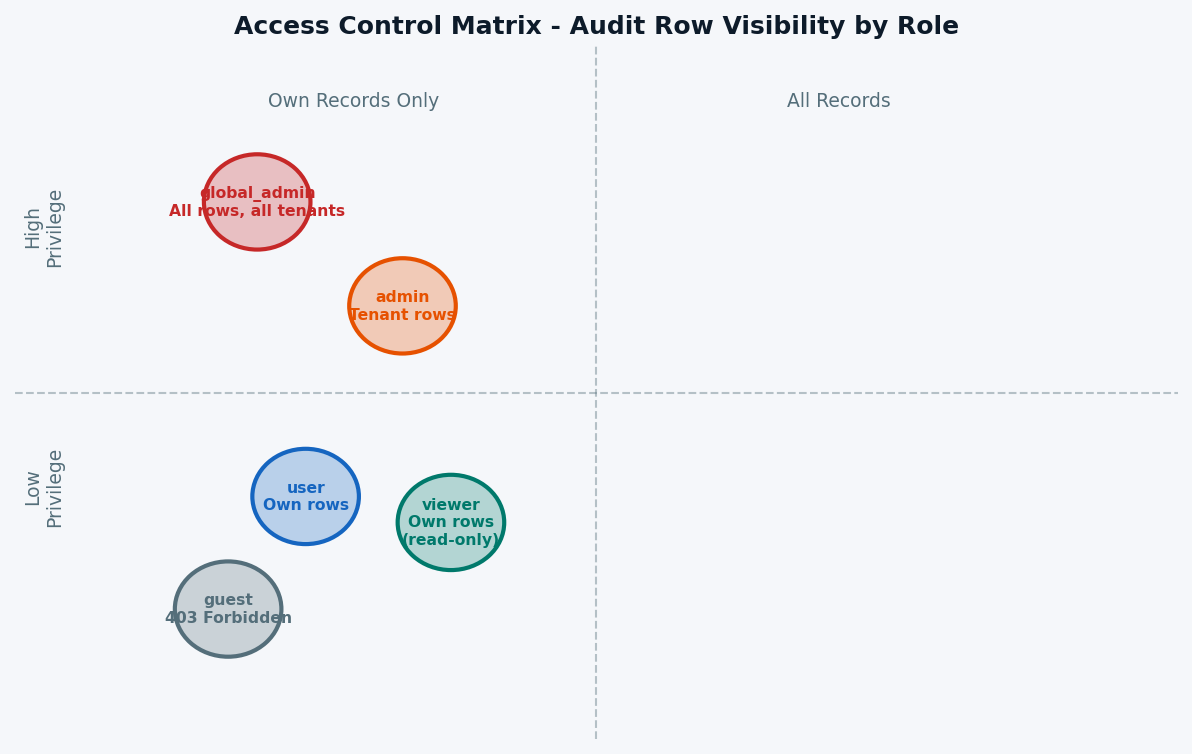 Access Control Matrix - Audit Row Visibility by Role
Own Records Only
All Records
High
Privilege
global_admin
All rows, all tenants
admin
Tenant rows
Low
Privilege
user
Own rows
viewer
Own rows
(read-only)
guest
403 Forbidden